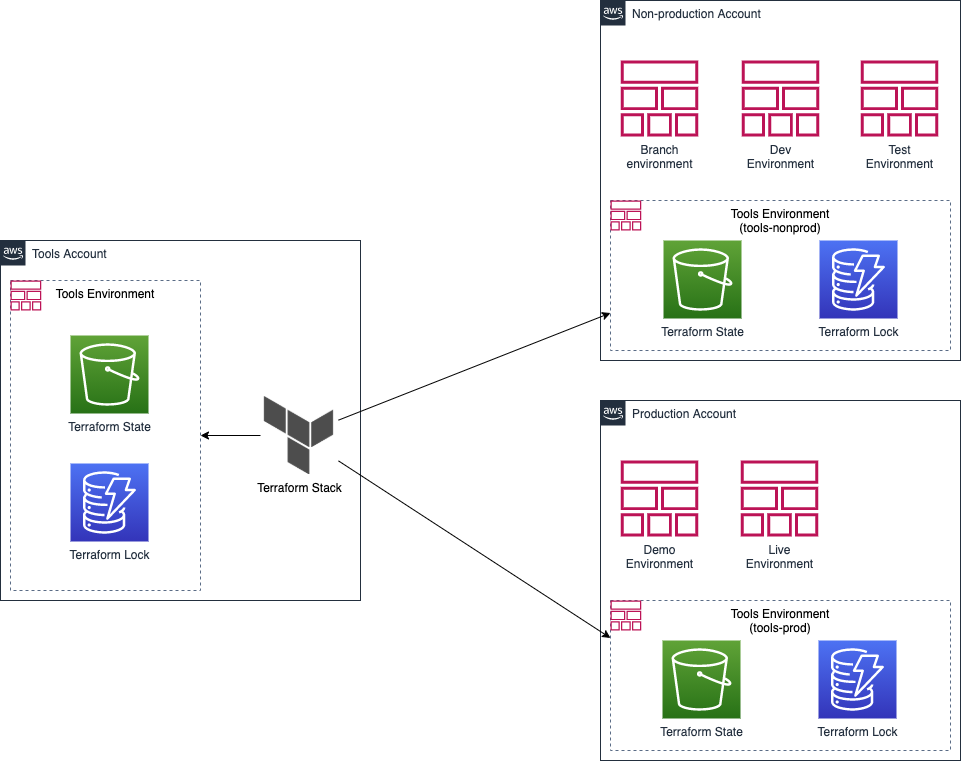 aws
Non-production Account
Branch
environment
Dev
Environment
Test
Environment
Tools Environment
(tools-nonprod)
Terraform State
Terraform Lock
aws
Tools Account
Tools Environment
Terraform State
Terraform Lock
Terraform Stack
aws
Production Account
Demo
Environment
Live
Environment
Tools Environment
(tools-prod)
Terraform State
Terraform Lock